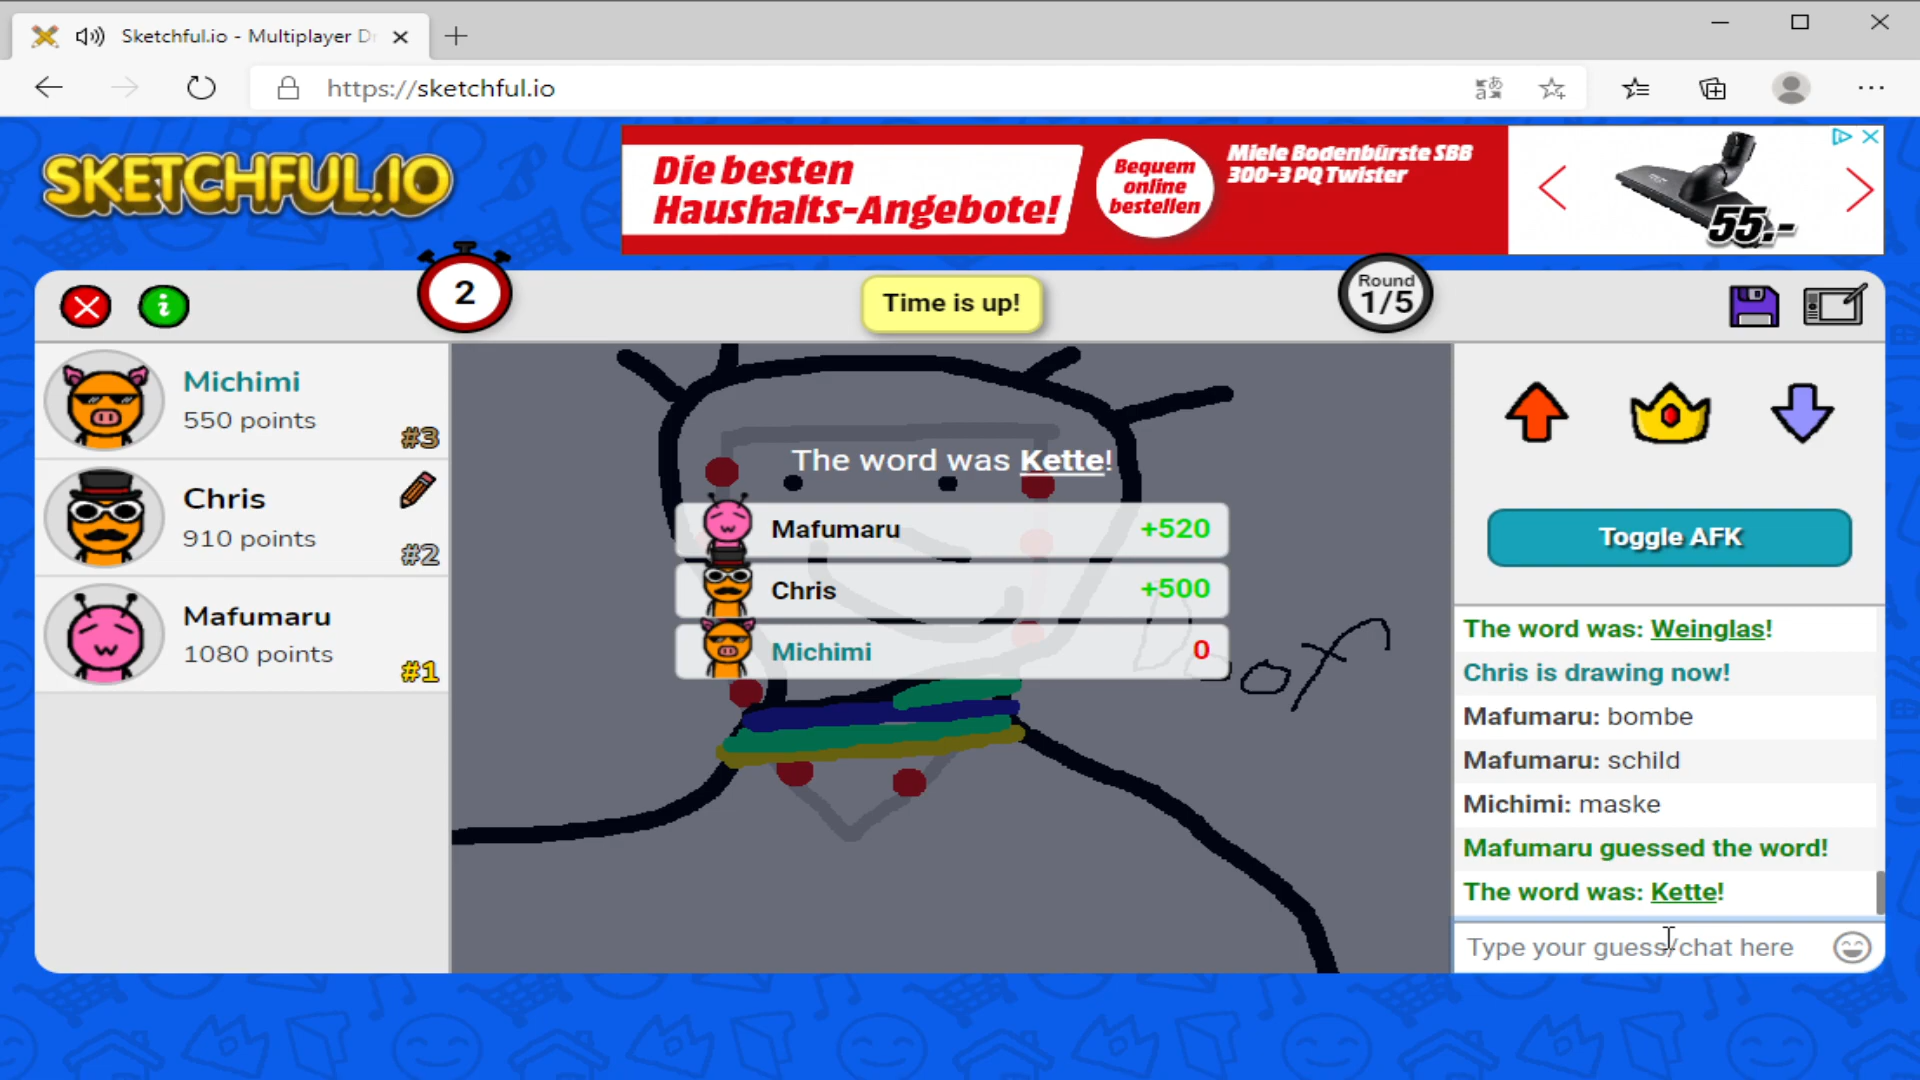 Sketchful.io - Multiplayer Dr
https://sketchful.io
SKETCHFUL.IO
Die besten
Haushalts-Angebote!
Bequem
online
bestellen
Miele Bodenbürste SBB
300-3 PQ Twister
55.-
2
Time is up!
Round
1/5
Michimi
550 points
#3
Chris
910 points
#2
Mafumaru
1080 points
#1
The word was Kette!
Mafumaru +520
Chris +500
Michimi 0
Toggle AFK
The word was: Weinglas!
Chris is drawing now!
Mafumaru: bombe
Mafumaru: schild
Michimi: maske
Mafumaru guessed the word!
The word was: Kette!
Type your guess/chat here